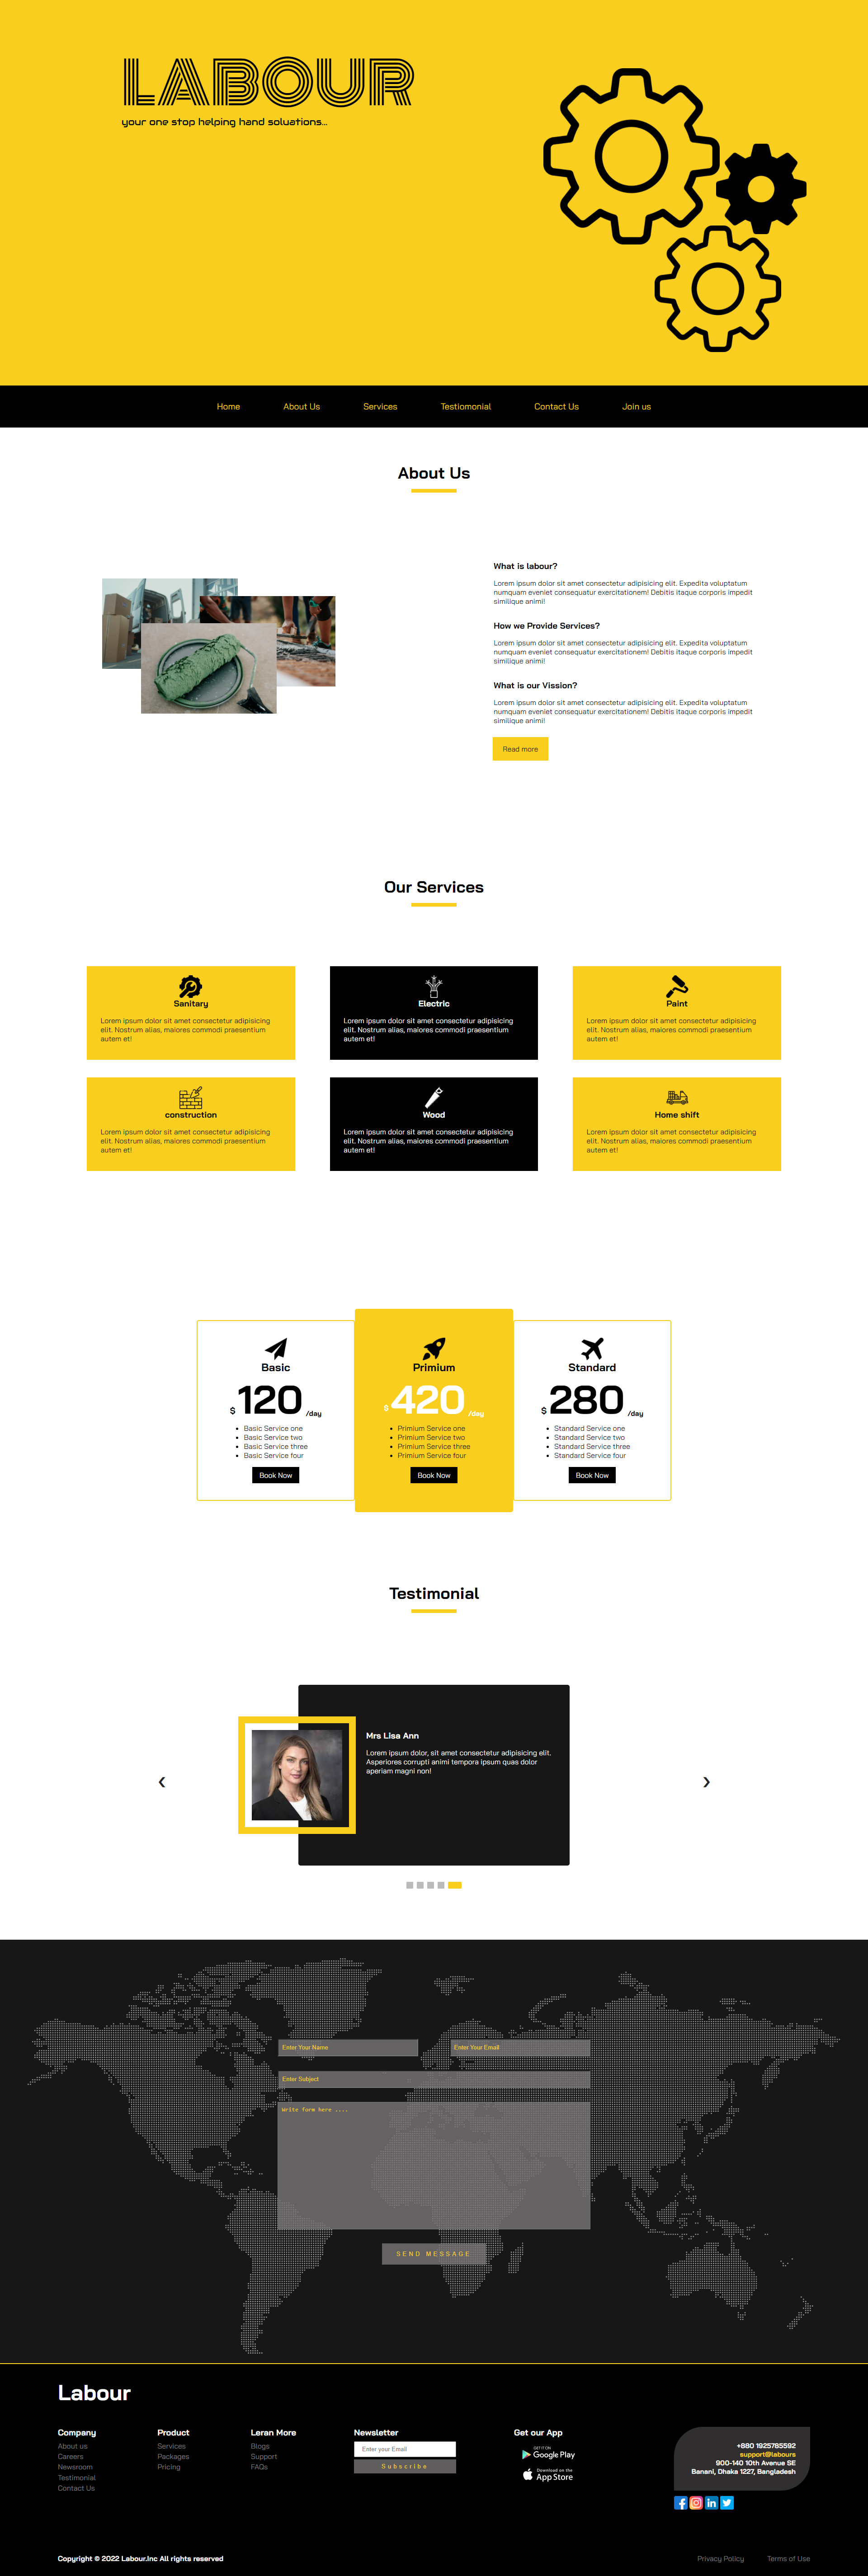 LABOUR
your one stop helping hand soluations...
Home About Us Services Testiomonial Contact Us Join us
About Us
What is labour?
Lorem ipsum dolor sit amet consectetur adipisicing elit. Expedita voluptatum
numquam eveniet consequatur exercitationem! Debitis itaque corporis impedit
similique animi!
How we Provide Services?
Lorem ipsum dolor sit amet consectetur adipisicing elit. Expedita voluptatum
numquam eveniet consequatur exercitationem! Debitis itaque corporis impedit
similique animi!
What is our Vission?
Lorem ipsum dolor sit amet consectetur adipisicing elit. Expedita voluptatum
numquam eveniet consequatur exercitationem! Debitis itaque corporis impedit
similique animi!
Read more
Our Services
Sanitary
Lorem ipsum dolor sit amet consectetur adipisicing
elit. Nostrum alias, maiores commodi praesentium
autem et!
Electric
Lorem ipsum dolor sit amet consectetur adipisicing
elit. Nostrum alias, maiores commodi praesentium
autem et!
Paint
Lorem ipsum dolor sit amet consectetur adipisicing
elit. Nostrum alias, maiores commodi praesentium
autem et!
construction
Lorem ipsum dolor sit amet consectetur adipisicing
elit. Nostrum alias, maiores commodi praesentium
autem et!
Wood
Lorem ipsum dolor sit amet consectetur adipisicing
elit. Nostrum alias, maiores commodi praesentium
autem et!
Home shift
Lorem ipsum dolor sit amet consectetur adipisicing
elit. Nostrum alias, maiores commodi praesentium
autem et!
Basic
$120 /day
• Basic Service one
• Basic Service two
• Basic Service three
• Basic Service four
Book Now
Primium
$420 /day
• Primium Service one
• Primium Service two
• Primium Service three
• Primium Service four
Book Now
Standard
$280 /day
• Standard Service one
• Standard Service two
• Standard Service three
• Standard Service four
Book Now
Testimonial
Mrs Lisa Ann
Lorem ipsum dolor, sit amet consectetur adipisicing elit.
Asperiores corrupti animi tempora ipsum quas dolor
aperiam magni non!
Enter Your Name
Enter Your Email
Enter Subject
Write form here ....
SEND MESSAGE
Labour
Company
About us
Careers
Newsroom
Testimonial
Contact Us
Product
Services
Packages
Pricing
Leran More
Blogs
Support
FAQs
Newsletter
Enter your Email
Subscribe
Get our App
GET IT ON
Google Play
Download on the
App Store
+880 1925785592
support@labours
900-140 10th Avenue SE
Banani, Dhaka 1227, Bangladesh
Copyright © 2022 Labour.Inc All rights reserved
Privacy Policy Terms of Use